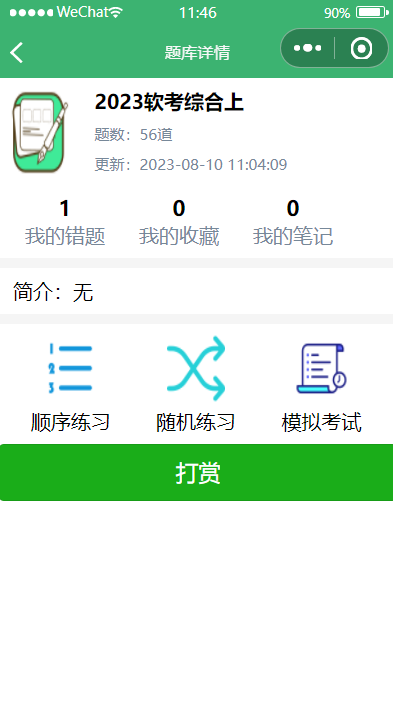 WeChat 11:46 90%
题库详情
2023软考综合上
题数：56道
更新：2023-08-10 11:04:09
1 0 0
我的错题 我的收藏 我的笔记
简介：无
1
2
3
顺序练习 随机练习 模拟考试
打赏